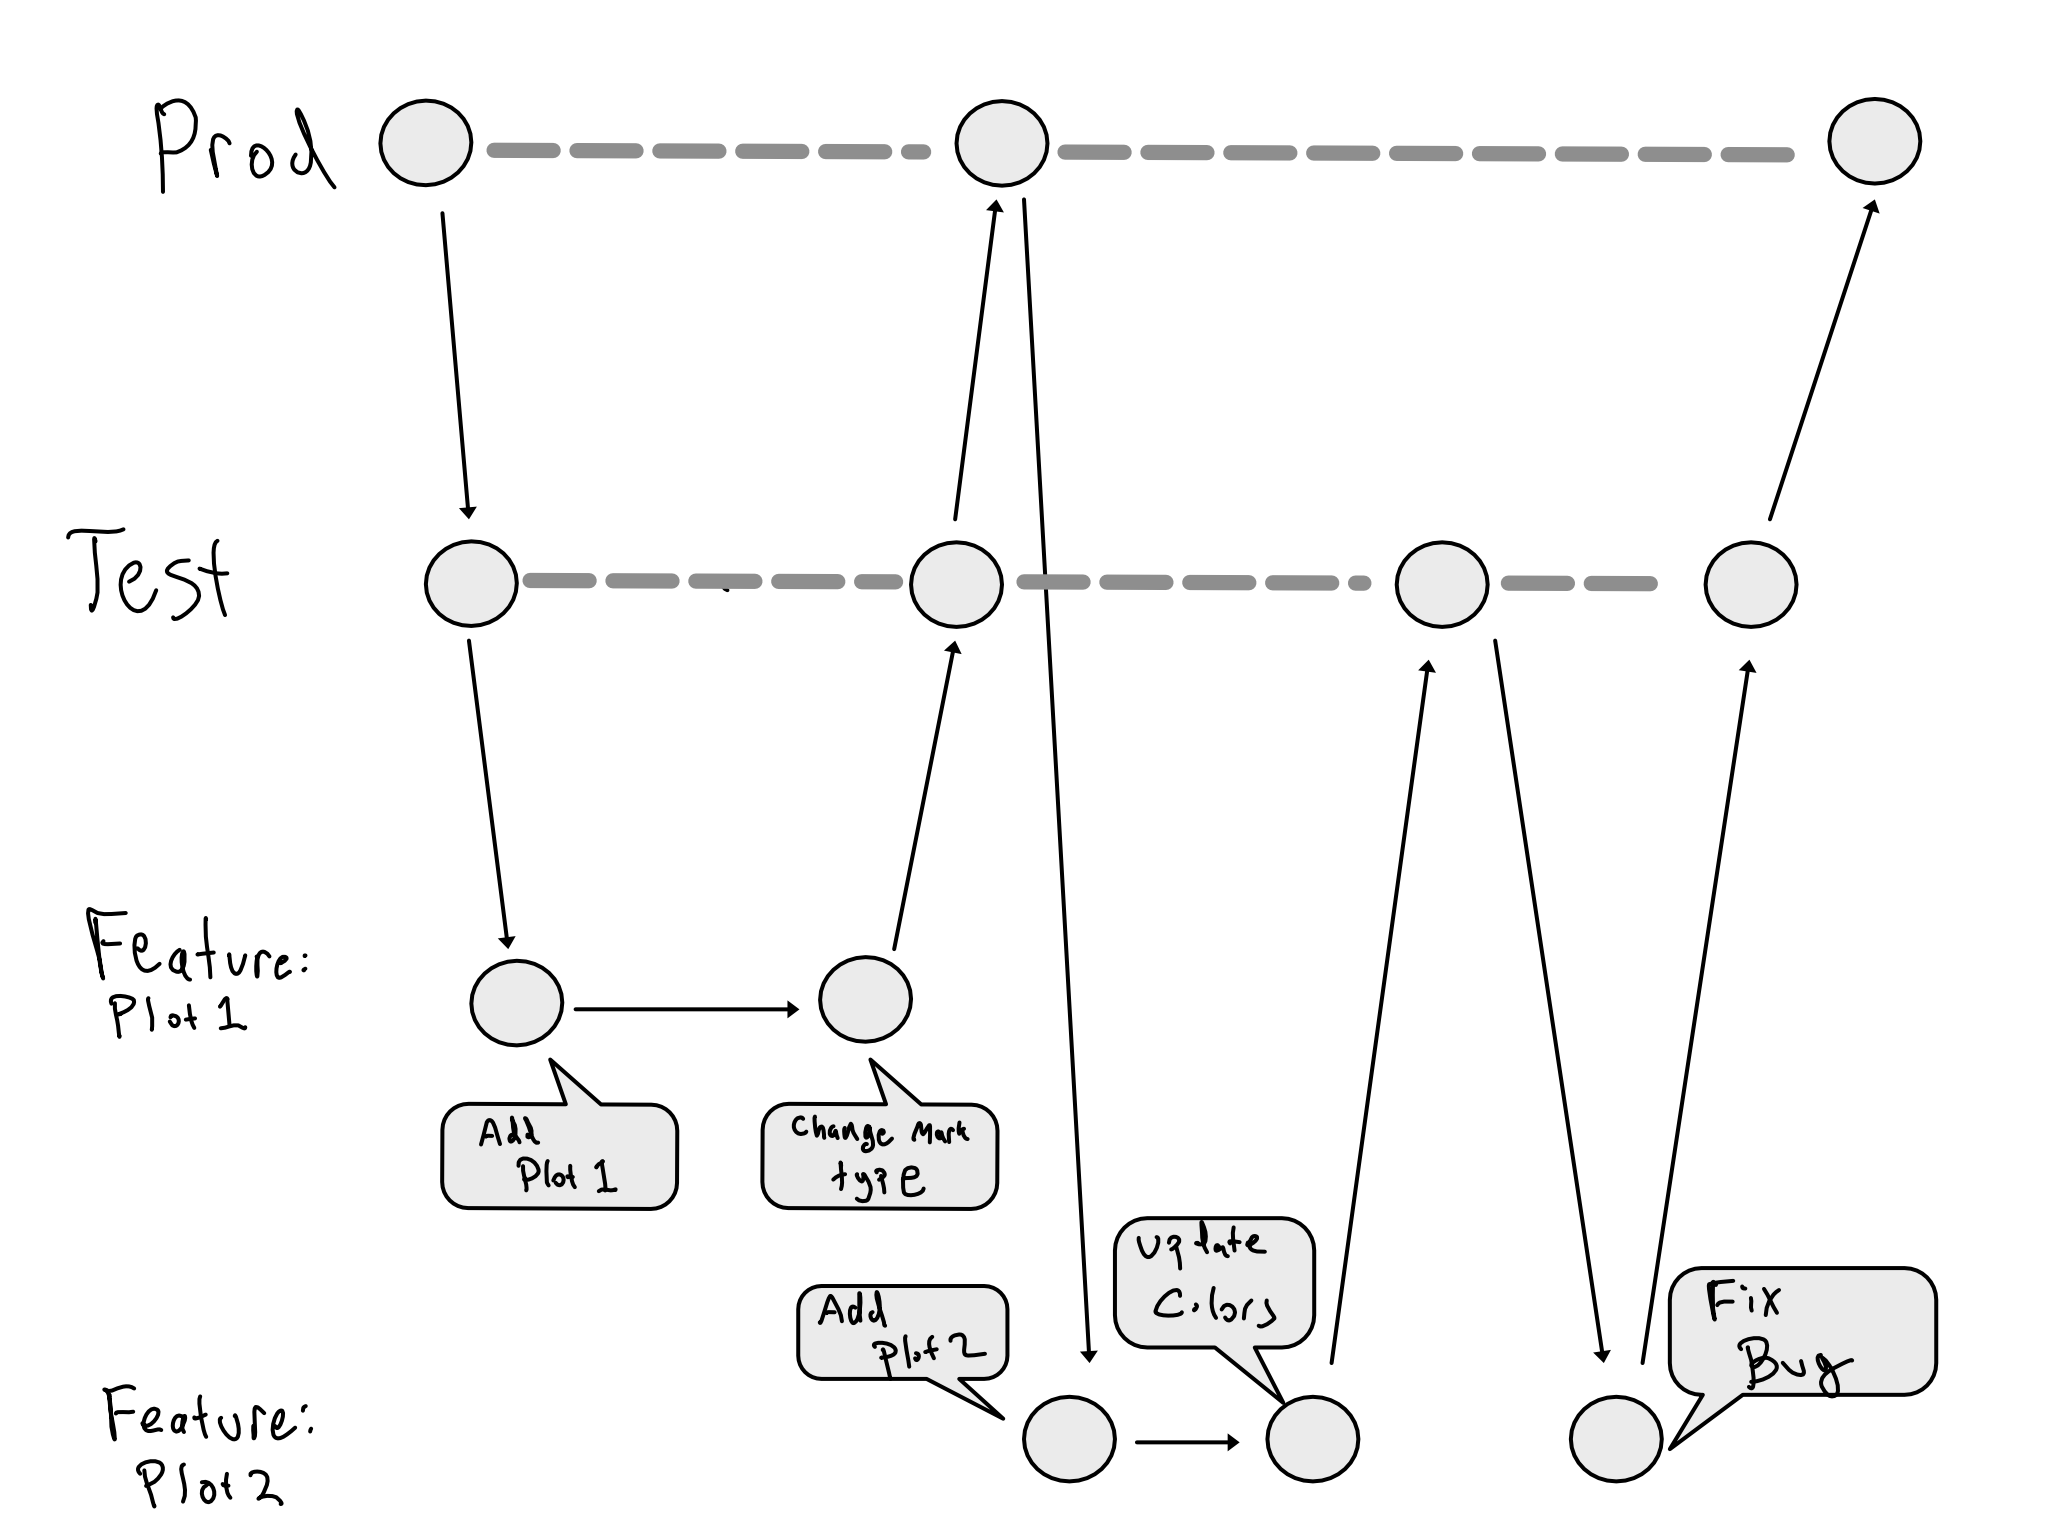 Prod
Test
Feature:
Plot 1
Add
Plot 1
Change Mark
type
Update
Colors
Add
Plot 2
Fix
Bug
Feature:
Plot 2